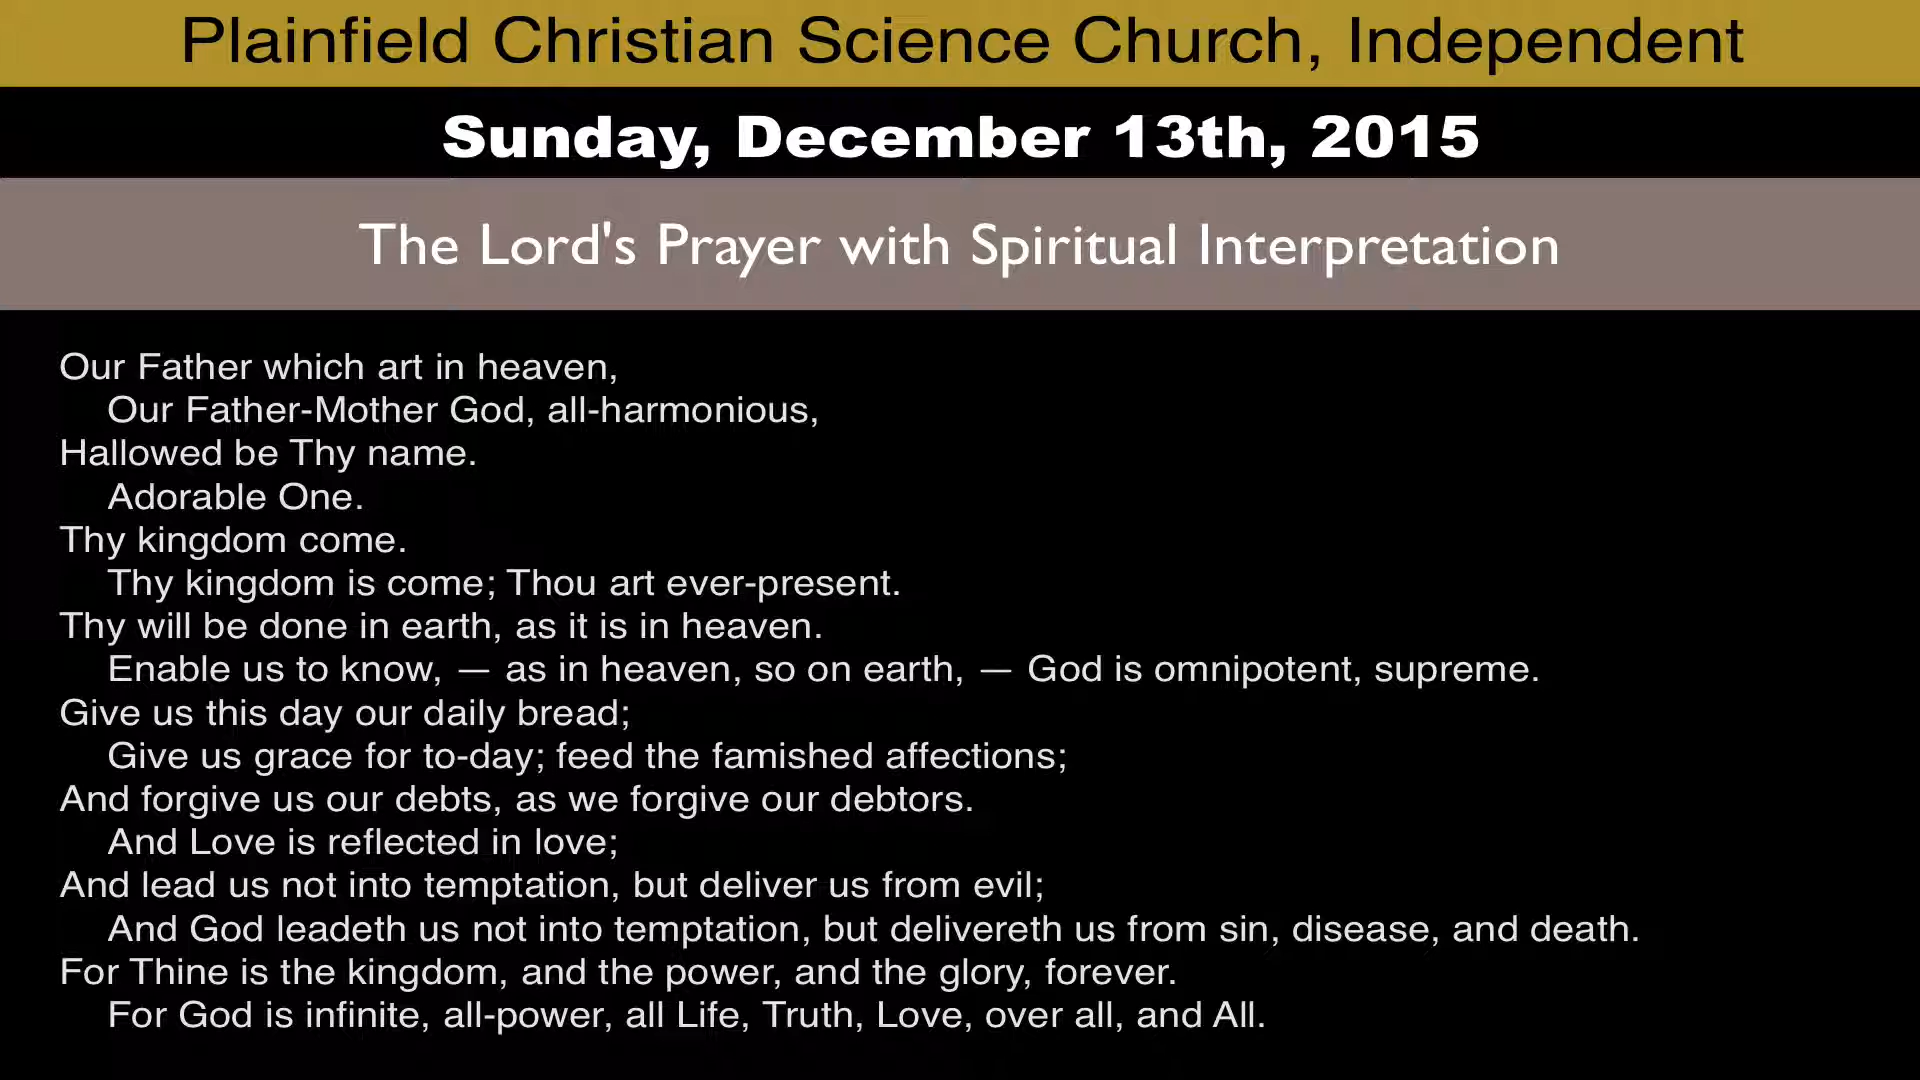 Plainfield Christian Science Church, Independent
Sunday, December 13th, 2015
The Lord's Prayer with Spiritual Interpretation
Our Father which art in heaven,
Our Father-Mother God, all-harmonious,
Hallowed be Thy name.
Adorable One.
Thy kingdom come.
Thy kingdom is come; Thou art ever-present.
Thy will be done in earth, as it is in heaven.
Enable us to know, — as in heaven, so on earth, — God is omnipotent, supreme.
Give us this day our daily bread;
Give us grace for to-day; feed the famished affections;
And forgive us our debts, as we forgive our debtors.
And Love is reflected in love;
And lead us not into temptation, but deliver us from evil;
And God leadeth us not into temptation, but delivereth us from sin, disease, and death.
For Thine is the kingdom, and the power, and the glory, forever.
For God is infinite, all-power, all Life, Truth, Love, over all, and All.